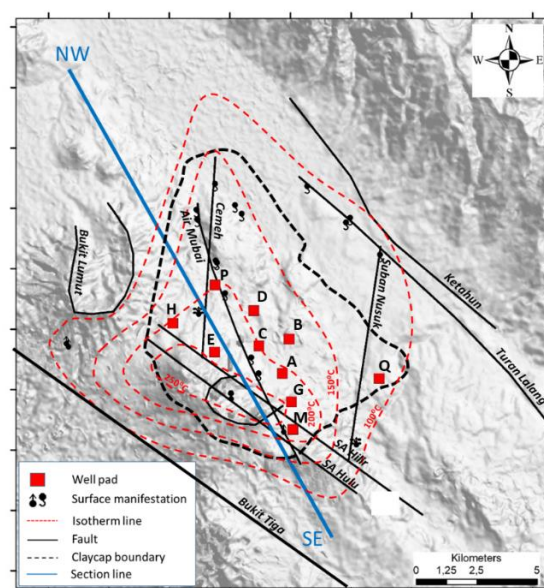 NW
N
W E
S
Bukit Lumut
Air Mubai
Cemeh
P
D
H
B
C
E
A
Q
G
M
Suban Nusuk
Ketahun
Turan Lalang
250°C
200°C
150°C
100°C
SA Hilir
SA Hulu
Bukit Tiga
SE
Well pad
Surface manifestation
Isotherm line
Fault
Claycap boundary
Section line
Kilometers
0 1,25 2,5 5